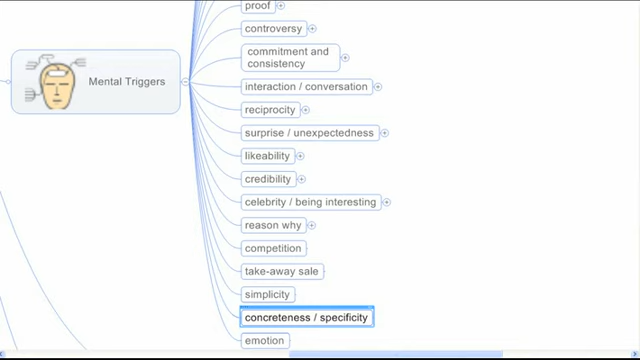 proof
controversy
commitment and
consistency
Mental Triggers
interaction / conversation
reciprocity
surprise / unexpectedness
likeability
credibility
celebrity / being interesting
reason why
competition
take-away sale
simplicity
concreteness / specificity
emotion